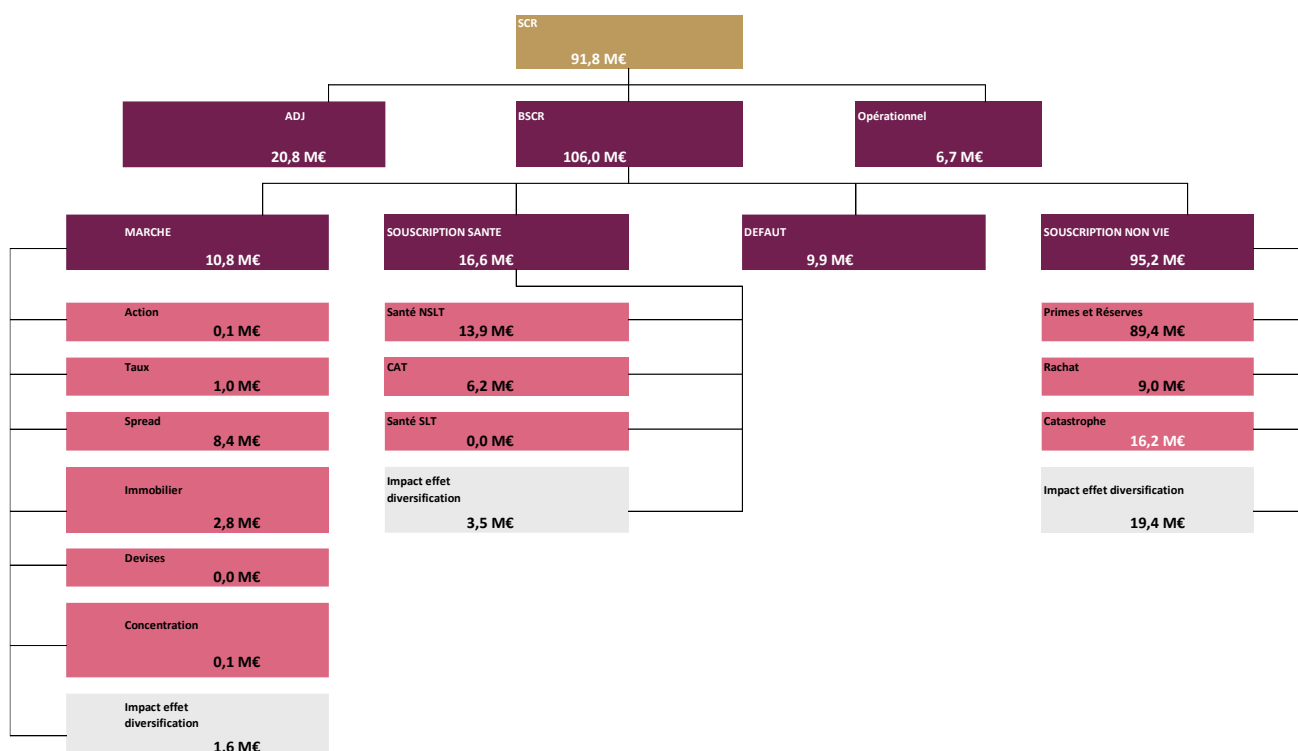 SCR
91,8 M€
ADJ
20,8 M€
BSCR
106,0 M€
Opérationnel
6,7 M€
MARCHE
10,8 M€
SOUSCRIPTION SANTE
16,6 M€
DEFAUT
9,9 M€
SOUSCRIPTION NON VIE
95,2 M€
Action
0,1 M€
Taux
1,0 M€
Spread
8,4 M€
Immobilier
2,8 M€
Devises
0,0 M€
Concentration
0,1 M€
Impact effet
diversification
1,6 M€
Santé NSLT
13,9 M€
CAT
6,2 M€
Santé SLT
0,0 M€
Impact effet
diversification
3,5 M€
Primes et Réserves
89,4 M€
Rachat
9,0 M€
Catastrophe
16,2 M€
Impact effet diversification
19,4 M€